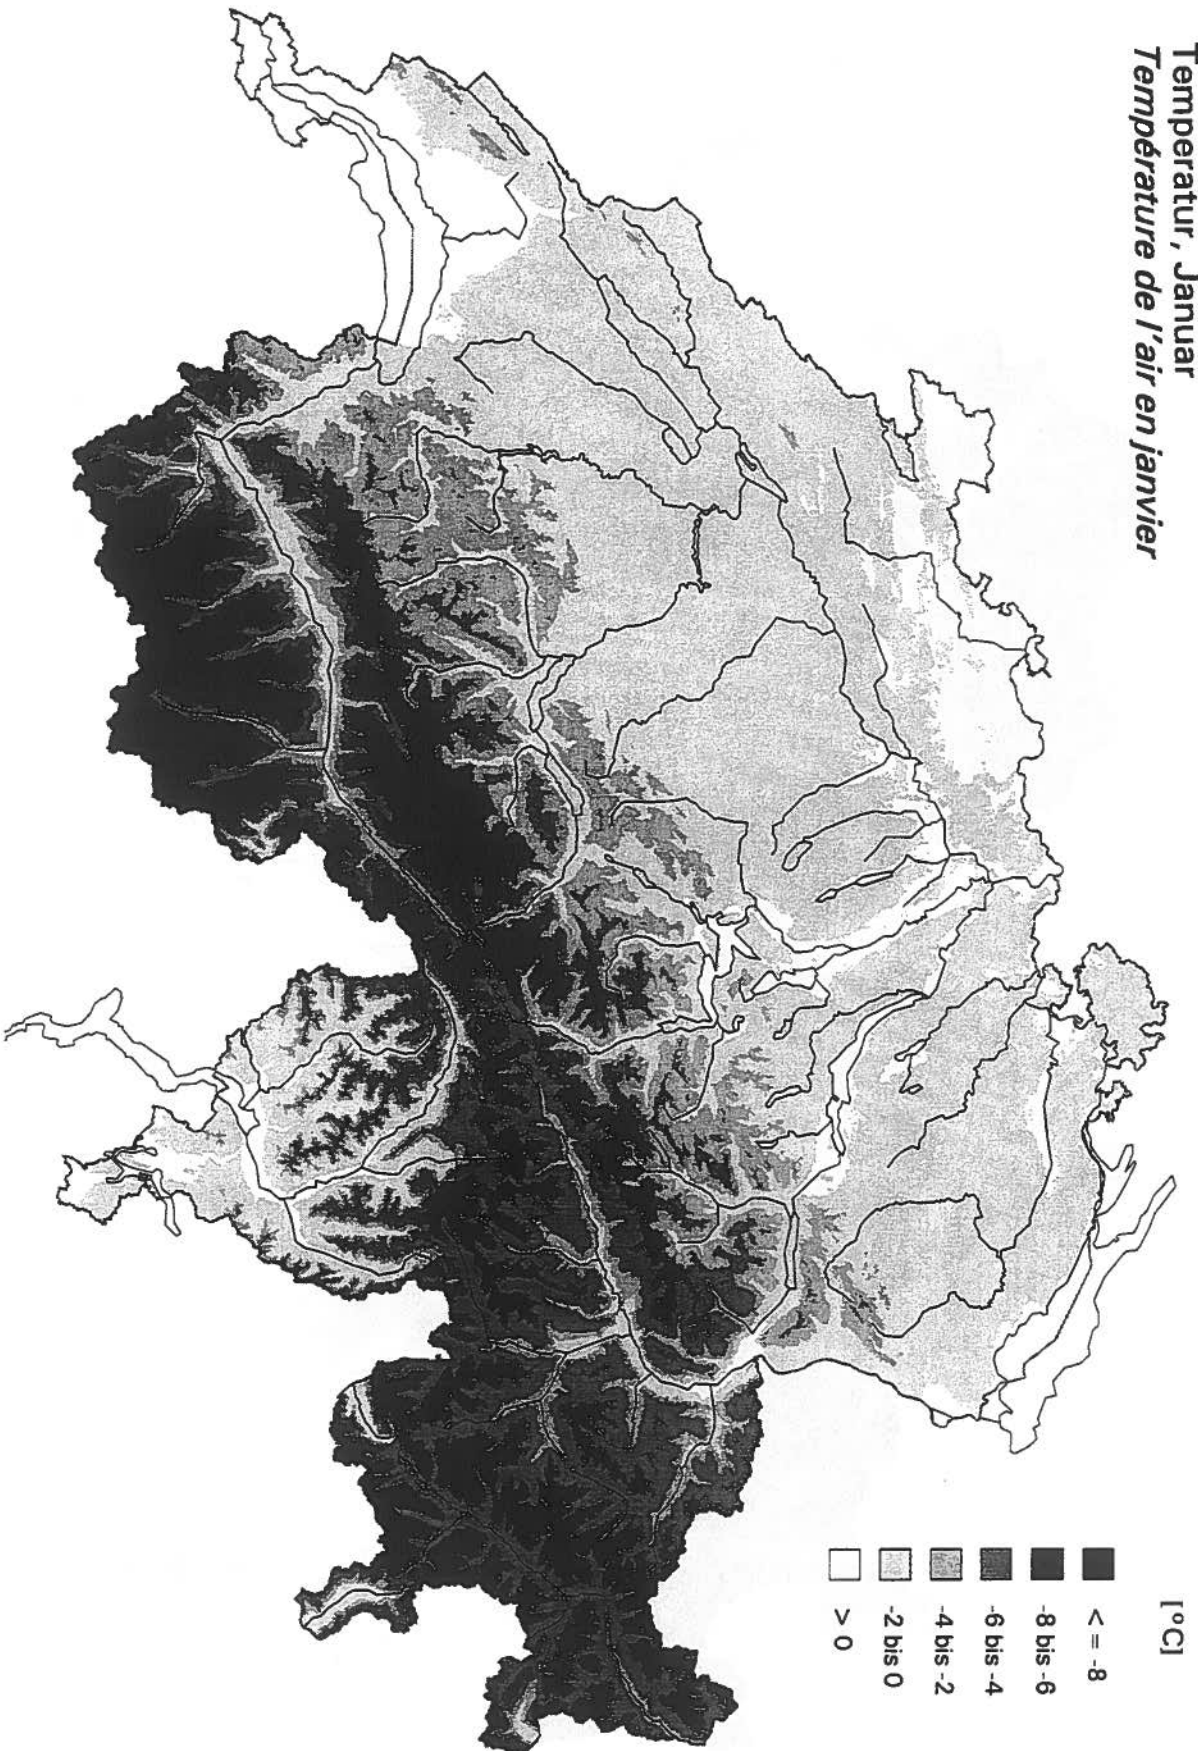 Temperatur, Januar
Température de l'air en janvier
[°C]
< = -8
-8 bis -6
-6 bis -4
-4 bis -2
-2 bis 0
> 0